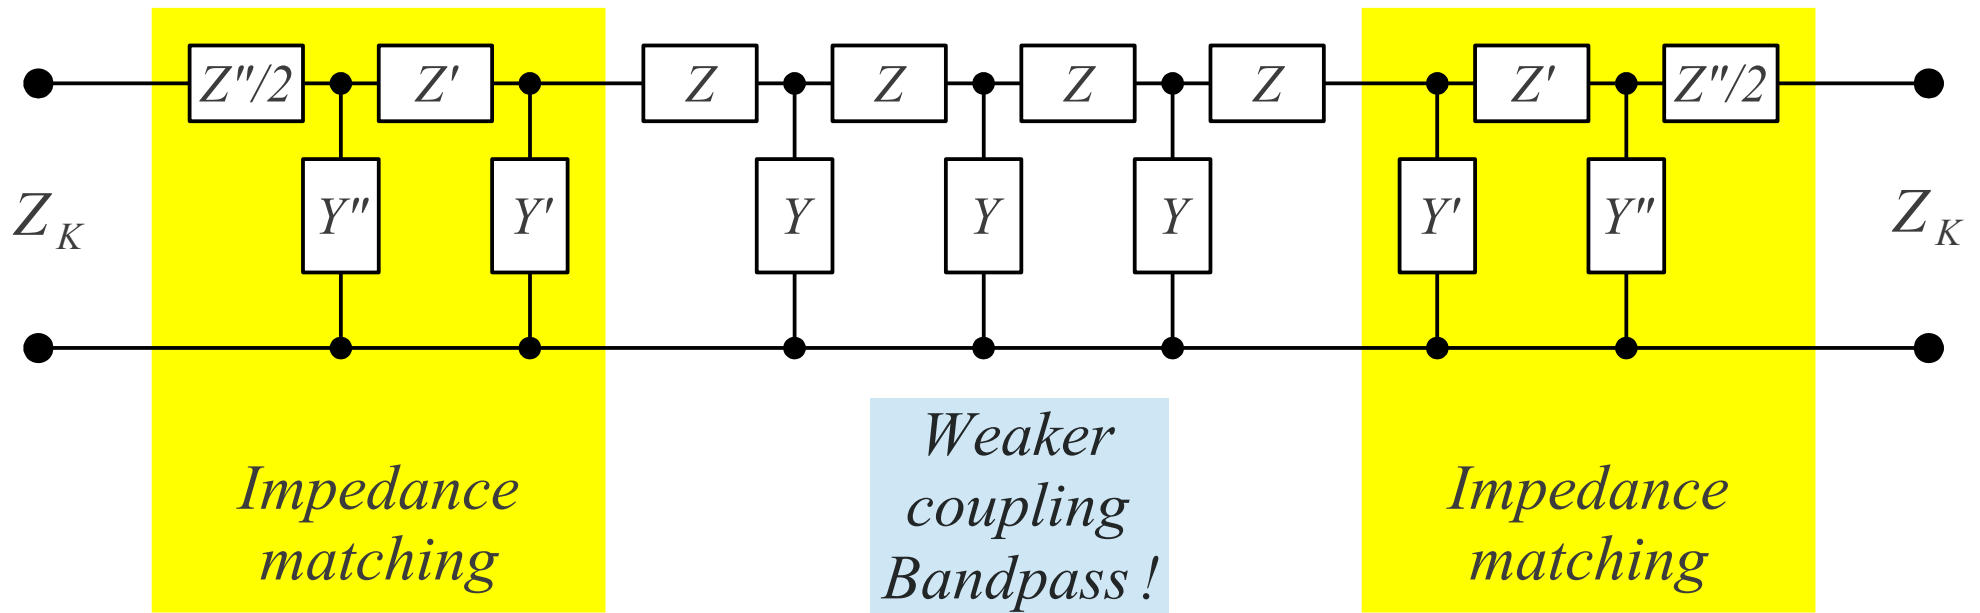 Z"/2 Z' Z Z Z Z Z' Z"/2
Z K Y" Y' Y Y Y Y' Y" Z K
Weaker
coupling
Bandpass !
Impedance
matching
Impedance
matching